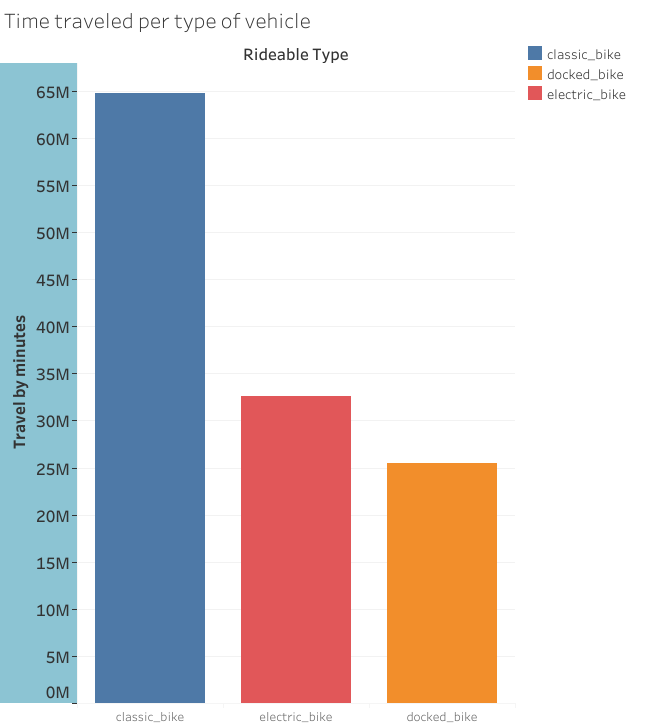 Time traveled per type of vehicle
Rideable Type
classic_bike
docked_bike
electric_bike
Travel by minutes
65M
60M
55M
50M
45M
40M
35M
30M
25M
20M
15M
10M
5M
0M
classic_bike electric_bike docked_bike